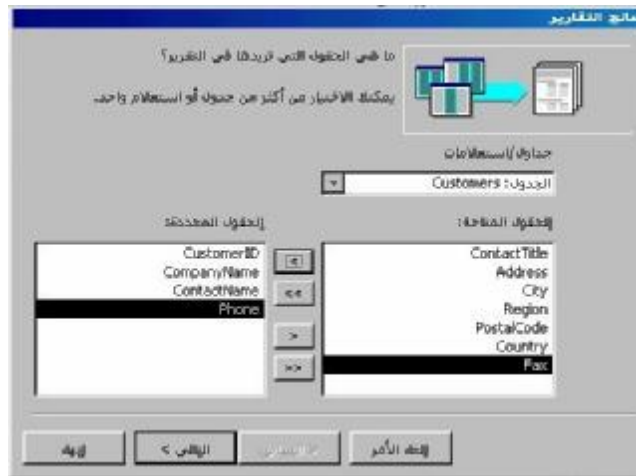 معالج التقارير
ما هي الحقول التي تريدها في التقرير؟
يمكنك الاختيار من أكثر من جدول أو استعلام واحد.
جداول/استعلامات
الجدول: Customers
الحقول المتاحة:
ContactTitle
Address
City
Region
PostalCode
Country
Fax
<
<<
>
>>
الحقول المحددة:
CustomerID
CompanyName
ContactName
Phone
إلغاء الأمر
التالي >
إنهاء